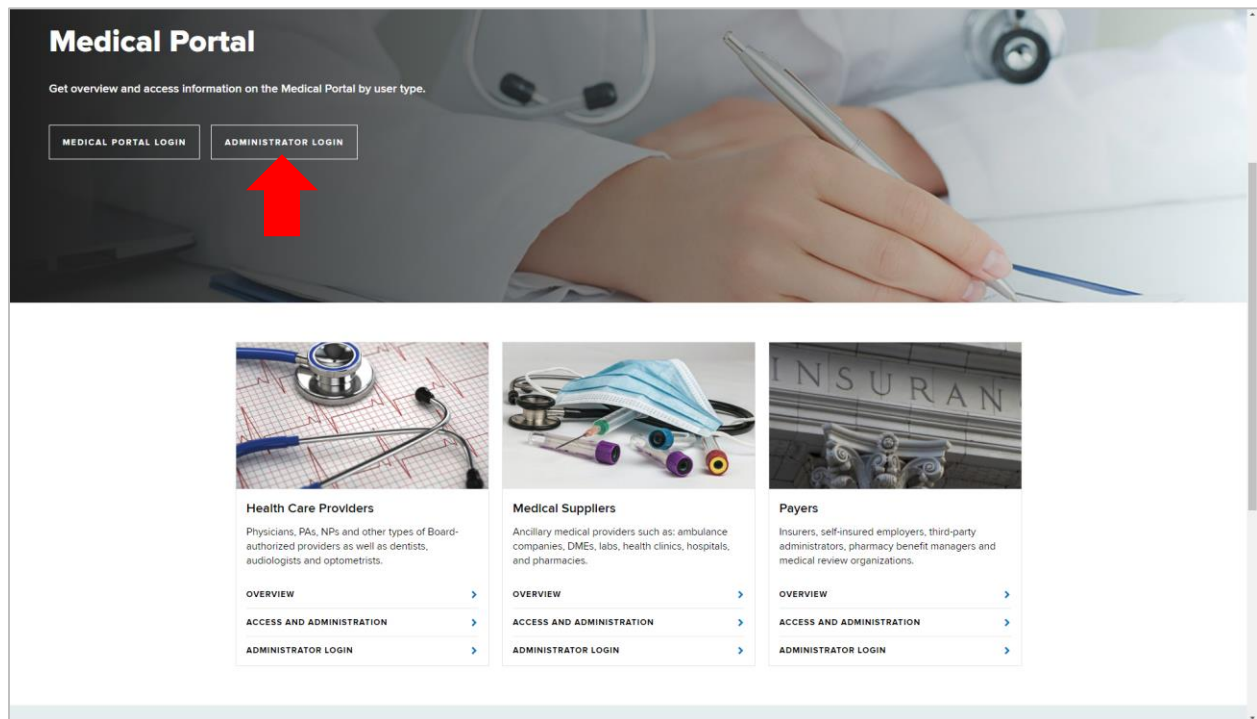 Medical Portal
Get overview and access information on the Medical Portal by user type.
MEDICAL PORTAL LOGIN
ADMINISTRATOR LOGIN
INSURAN
Health Care Providers
Physicians, PAs, NPs and other types of Board-
authorized providers as well as dentists,
audiologists and optometrists.
OVERVIEW
ACCESS AND ADMINISTRATION
ADMINISTRATOR LOGIN
Medical Suppliers
Ancillary medical providers such as: ambulance
companies, DMEs, labs, health clinics, hospitals,
and pharmacies.
OVERVIEW
ACCESS AND ADMINISTRATION
ADMINISTRATOR LOGIN
Payers
Insurers, self-insured employers, third-party
administrators, pharmacy benefit managers and
medical review organizations.
OVERVIEW
ACCESS AND ADMINISTRATION
ADMINISTRATOR LOGIN